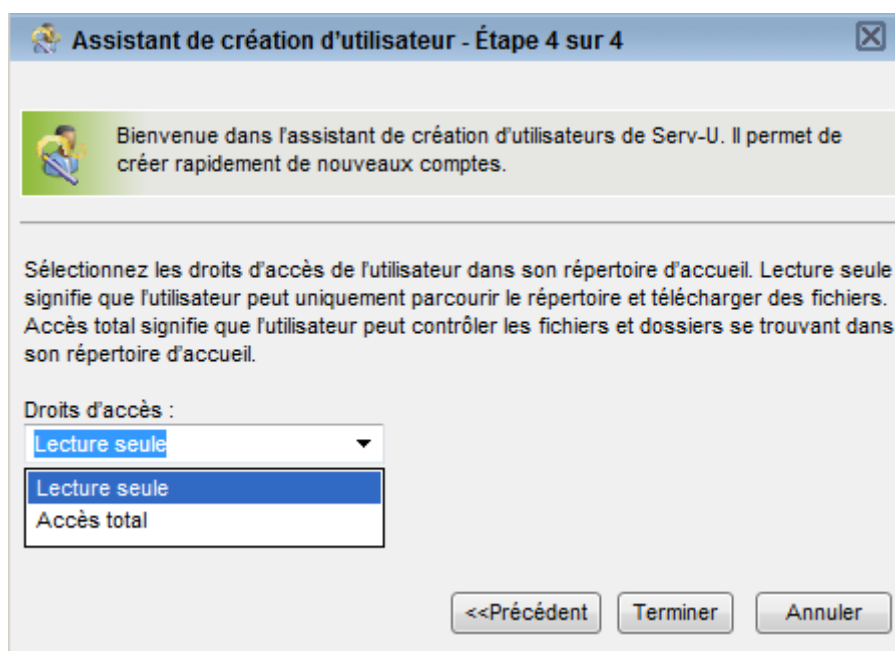 Assistant de création d'utilisateur - Étape 4 sur 4
Bienvenue dans l'assistant de création d'utilisateurs de Serv-U. Il permet de
créer rapidement de nouveaux comptes.
Sélectionnez les droits d'accès de l'utilisateur dans son répertoire d'accueil. Lecture seule
signifie que l'utilisateur peut uniquement parcourir le répertoire et télécharger des fichiers.
Accès total signifie que l'utilisateur peut contrôler les fichiers et dossiers se trouvant dans
son répertoire d'accueil.
Droits d'accès :
Lecture seule
Lecture seule
Accès total
<<Précédent Terminer Annuler